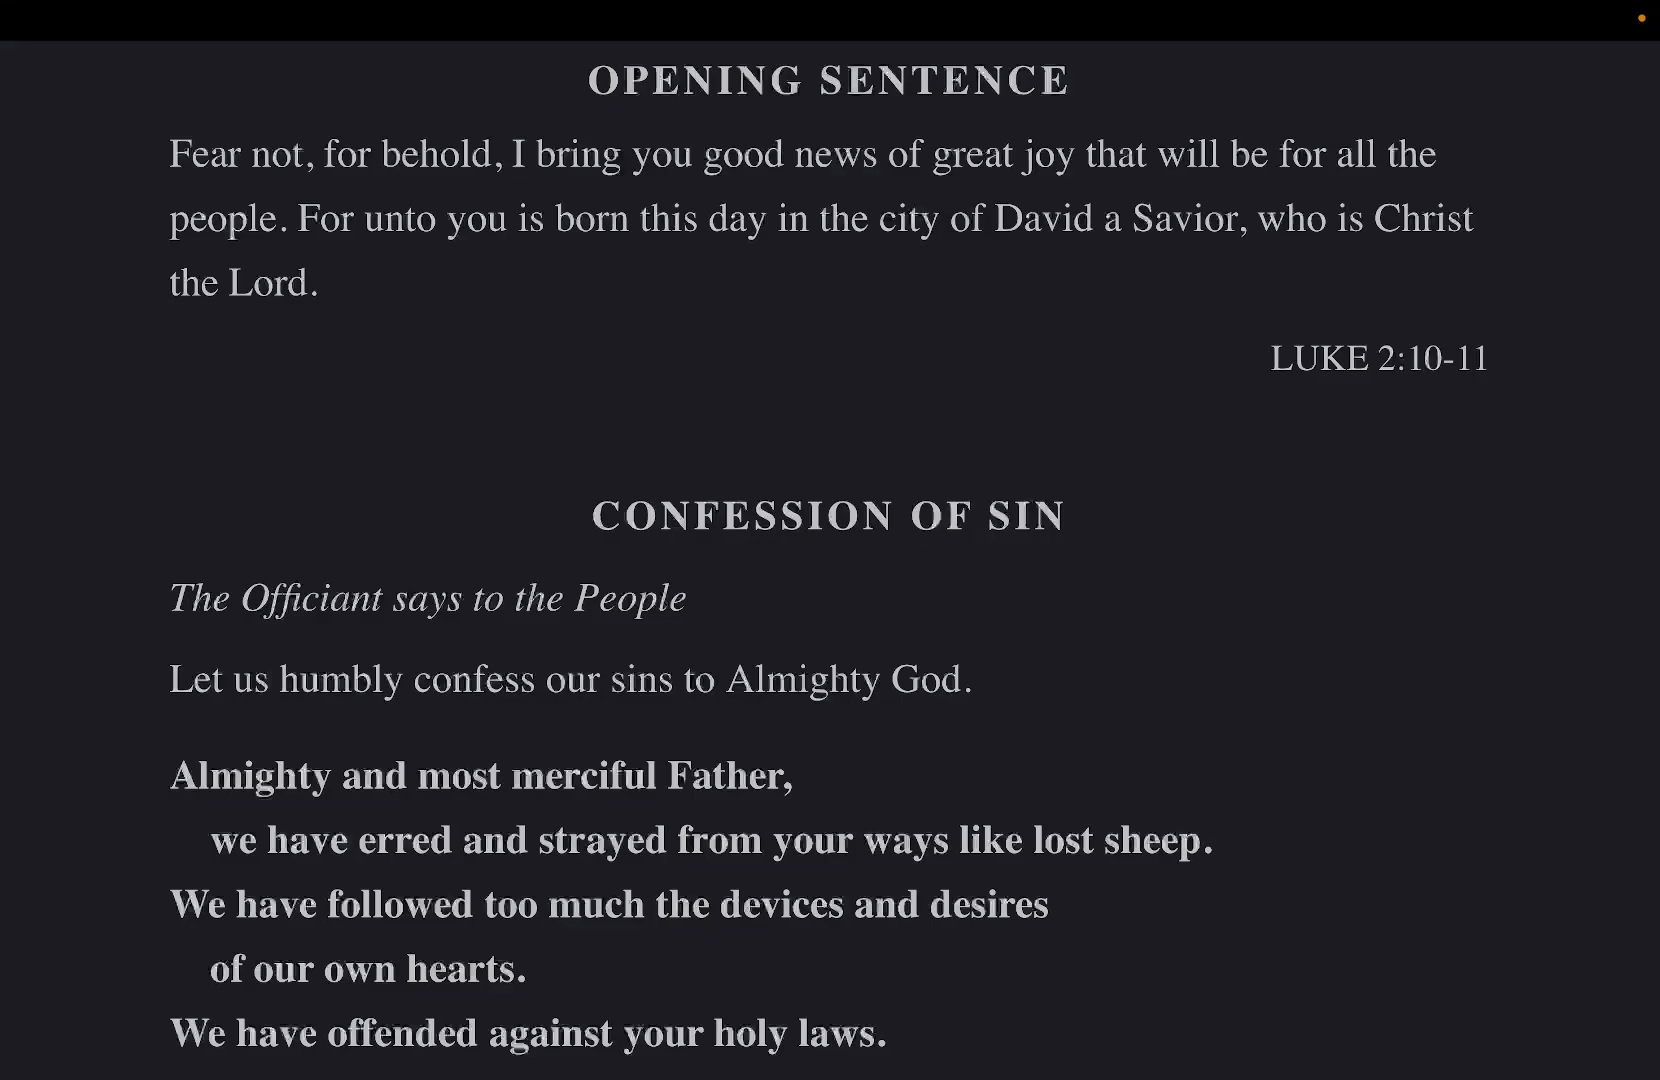 OPENING SENTENCE
Fear not, for behold, I bring you good news of great joy that will be for all the
people. For unto you is born this day in the city of David a Savior, who is Christ
the Lord.
LUKE 2:10-11
CONFESSION OF SIN
The Officiant says to the People
Let us humbly confess our sins to Almighty God.
Almighty and most merciful Father,
we have erred and strayed from your ways like lost sheep.
We have followed too much the devices and desires
of our own hearts.
We have offended against your holy laws.